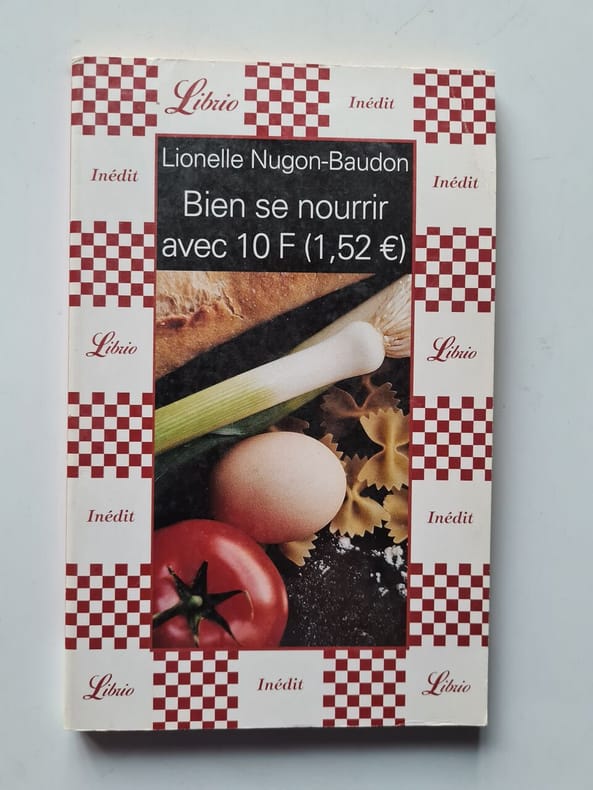 Librio
Inédit
Inédit
Inédit
Lionelle Nugon-Baudon
Bien se nourrir
avec 10 F (1,52 €)
Librio
Librio
Inédit
Inédit
Librio
Inédit
Librio